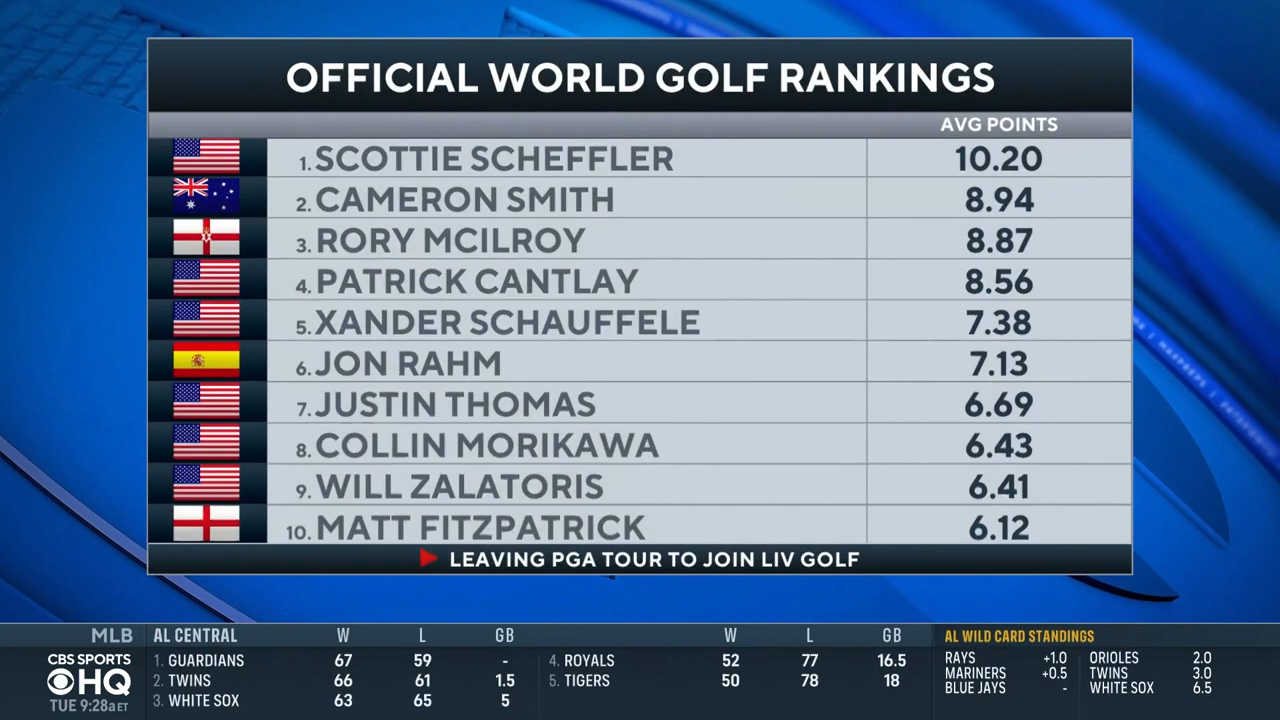 OFFICIAL WORLD GOLF RANKINGS
AVG POINTS
1. SCOTTIE SCHEFFLER 10.20
2. CAMERON SMITH 8.94
3. RORY MCILROY 8.87
4. PATRICK CANTLAY 8.56
5. XANDER SCHAUFFELE 7.38
6. JON RAHM 7.13
7. JUSTIN THOMAS 6.69
8. COLLIN MORIKAWA 6.43
9. WILL ZALATORIS 6.41
10. MATT FITZPATRICK 6.12
LEAVING PGA TOUR TO JOIN LIV GOLF
MLB
CBS SPORTS
HQ
TUE 9:28a ET
AL CENTRAL W L GB
1. GUARDIANS 67 59 -
2. TWINS 66 61 1.5
3. WHITE SOX 63 65 5
W L GB
4. ROYALS 52 77 16.5
5. TIGERS 50 78 18
AL WILD CARD STANDINGS
RAYS +1.0
MARINERS +0.5
BLUE JAYS -
ORIOLES 2.0
TWINS 3.0
WHITE SOX 6.5